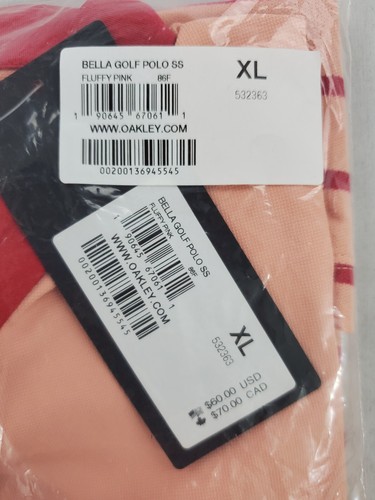 BELLA GOLF POLO SS
FLUFFY PINK 86F
XL
532363
1 90645 67061 1
WWW.OAKLEY.COM
00200136945545
BELLA GOLF POLO SS
FLUFFY PINK 86F
1 90645 67061 1
WWW.OAKLEY.COM
00200136945545
XL
532363
$60.00 USD
$70.00 CAD